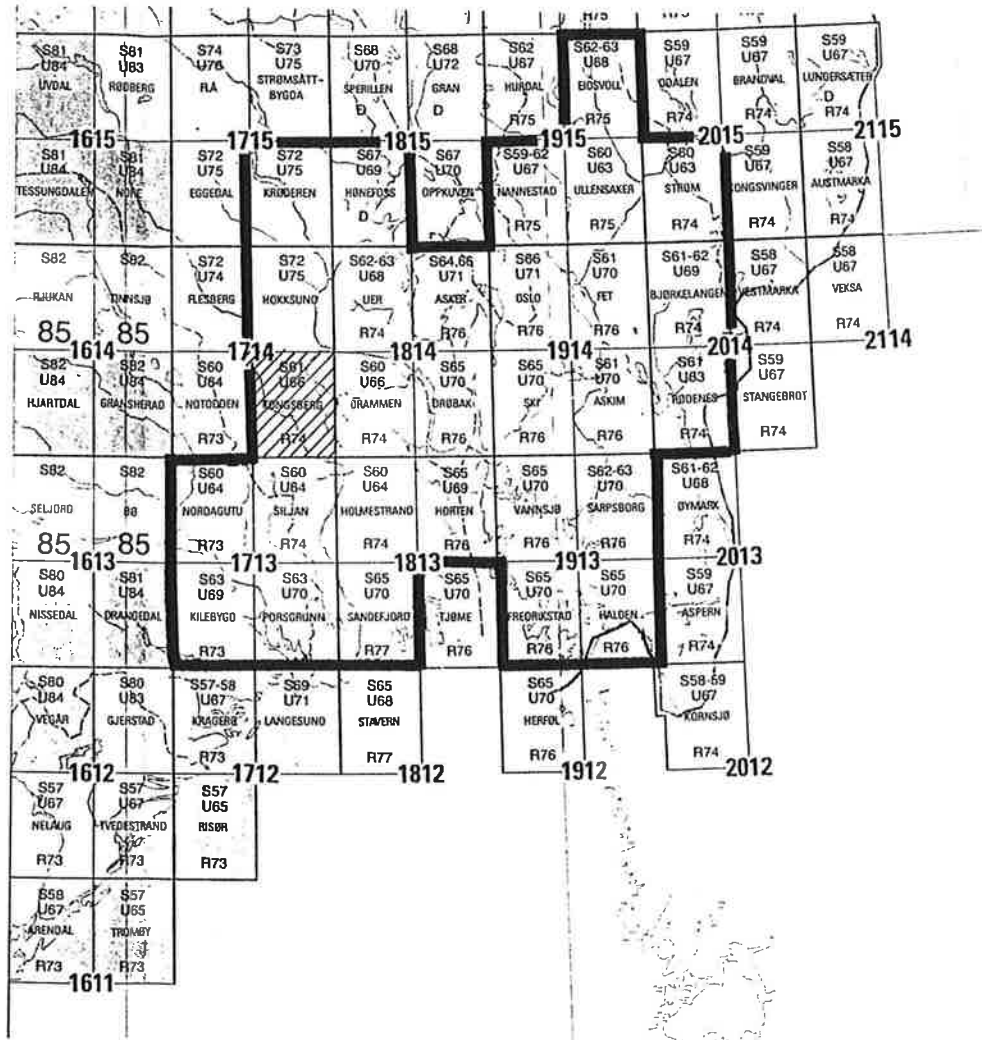 R75
S81 S81 S74 S73 S68 S68 S62 S62-63 S59 S59 S59
U84 U83 U76 U75 U70 U72 U67 U68 U67 U67 U67
UVDAL RØDBERG FLÅ STRØMSÅTT- SPERILLEN GRAN HURDAL EIDSVOLL ODALEN BRANDVAL LUNGERSÆTER
BYGDA
D D D
R75 R75 R74 R74 R74
1615 1715 1815 1915 2015 2115
S81 S81 S72 S72 S67 S67 S59-62 S60 S60 S59 S58
U84 U84 U75 U75 U69 U70 U67 U63 U63 U67 U67
TESSUNGDALEN NORE EGGEDAL KRØDEREN HØNEFOSS OPPKUVEN NANNESTAD ULLENSAKER STRØM KONGSVINGER AUSTMARKA
D
R75 R75 R74 R74 R74
S82 S82 S72 S72 S62-63 S64,66 S66 S61 S61-62 S58 S58
U74 U75 U68 U71 U71 U70 U69 U67 U67
RJUKAN TINNSJØ FLESBERG HOKKSUND LIER ASKER OSLO FET BJØRKELANGEN VESTMARKA VEKSA
85 85 R74 R76 R76 R76 R74 R74 R74
1614 1714 1814 1914 2014 2114
S82 S82 S60 S61 S60 S65 S65 S61 S61 S59
U84 U84 U64 U66 U66 U70 U70 U70 U63 U67
HJARTDAL GRANSHERAD NOTODDEN KONGSBERG DRAMMEN DRØBAK SKI ASKIM RØDENES STANGEBROT
R73 R74 R74 R76 R76 R76 R74 R74
S82 S82 S60 S60 S60 S65 S65 S62-63 S61-62
U64 U64 U64 U69 U70 U70 U68
SELJORD BØ NORDAGUTU SILJAN HOLMESTRAND HORTEN VANNSJØ SARPSBORG ØYMARK
85 85 R73 R74 R74 R76 R76 R76 R74
1613 1713 1813 1913 2013
S80 S81 S63 S63 S65 S65 S65 S65 S59
U84 U84 U69 U70 U70 U70 U70 U70 U67
NISSEDAL DRANGEDAL KILEBYGD PORSGRUNN SANDEFJORD TJØME FREDRIKSTAD HALDEN ASPERN
R73 R77 R76 R76 R76 R74
S80 S80 S57-58 S69 S65 S65 S58-59
U84 U83 U67 U71 U68 U70 U67
VEGÅR GJERSTAD KRAGERØ LANGESUND STAVERN HERFØL KORNSJØ
R73 R77 R76 R74
1612 1712 1812 1912 2012
S57 S57 S57
U67 U67 U65
NELAUG TVEDESTRAND RISØR
R73 R73 R73
S58 S57
U67 U65
ARENDAL TROMØY
R73 R73
1611